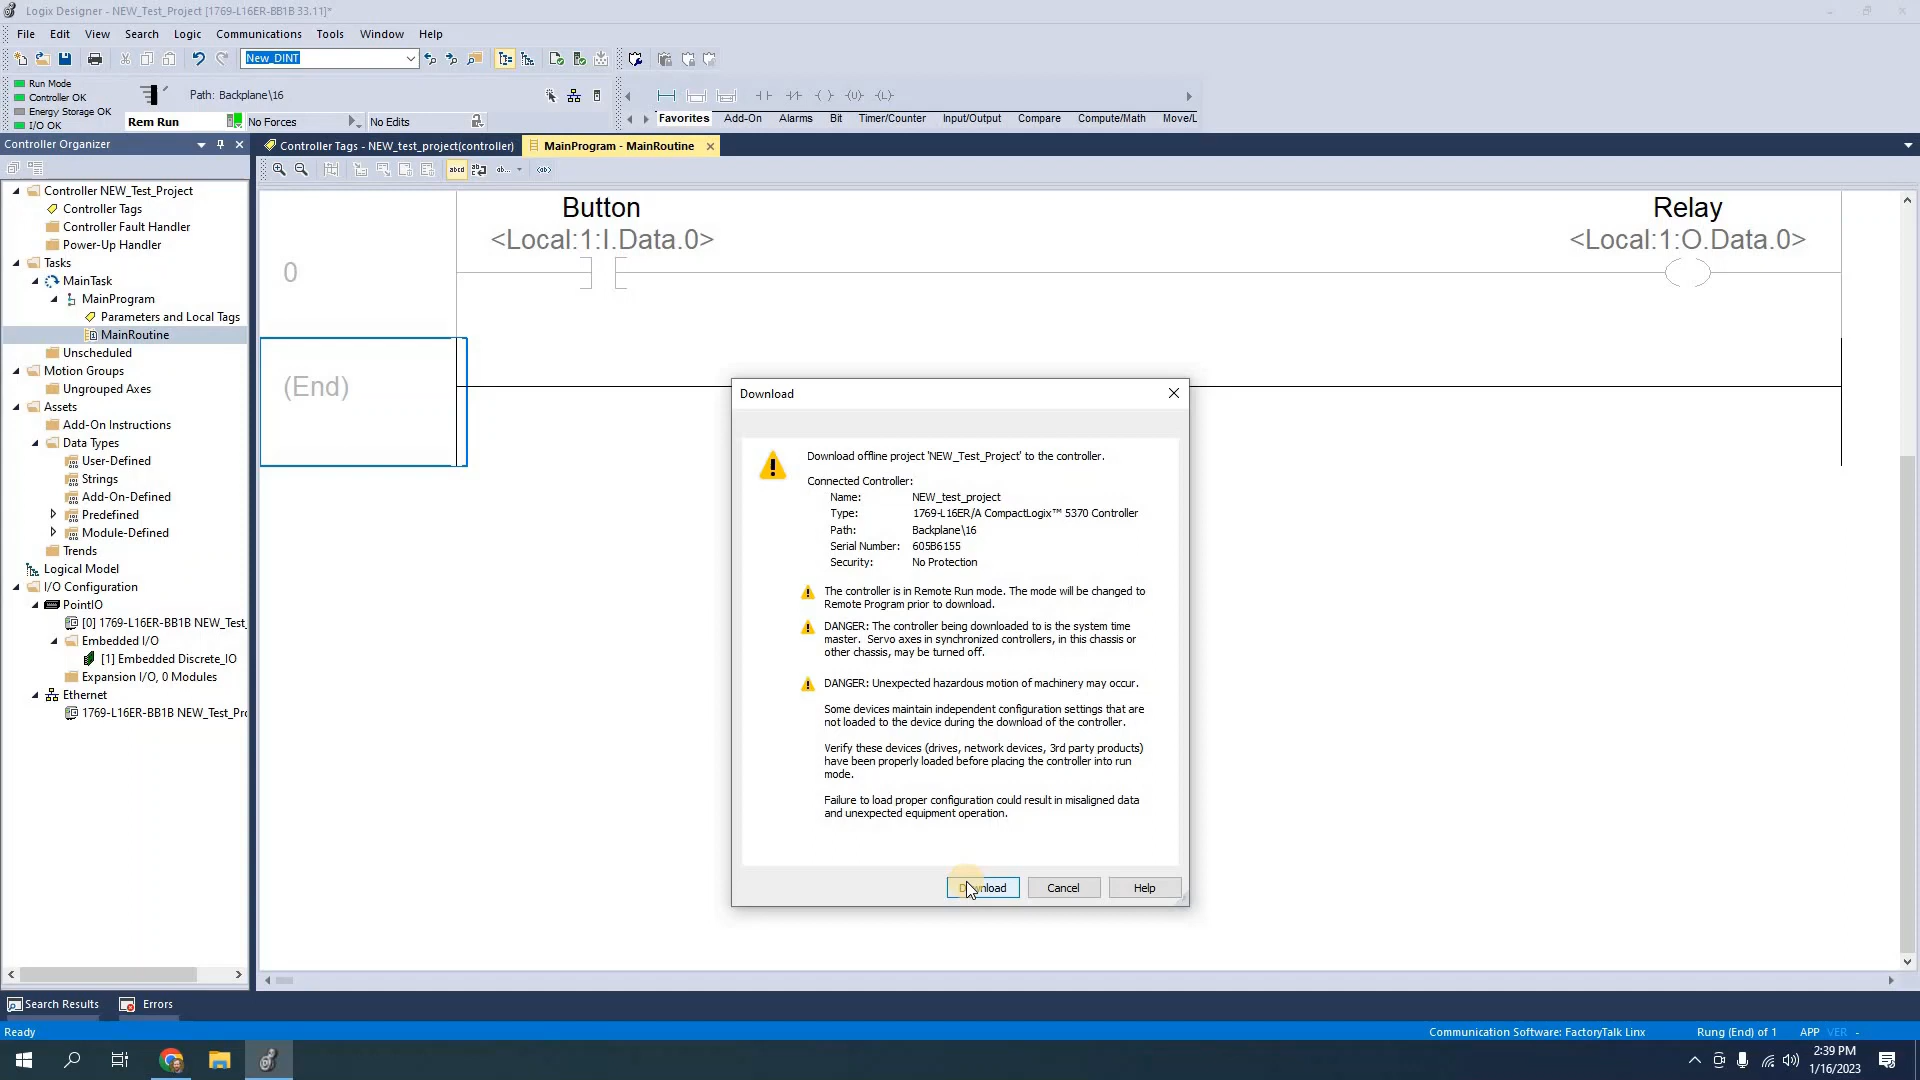 Logix Designer - NEW_Test_Project [1769-L16ER-BB1B 33.11]*
File Edit View Search Logic Communications Tools Window Help
New_DINT
Run Mode
Controller OK
Energy Storage OK
I/O OK
Path: Backplane\16
Rem Run
No Forces
No Edits
Favorites Add-On Alarms Bit Timer/Counter Input/Output Compare Compute/Math Move/L
Controller Organizer
Controller Tags - NEW_test_project(controller)
MainProgram - MainRoutine
Controller NEW_Test_Project
Controller Tags
Controller Fault Handler
Power-Up Handler
Tasks
MainTask
MainProgram
Parameters and Local Tags
MainRoutine
Unscheduled
Motion Groups
Ungrouped Axes
Assets
Add-On Instructions
Data Types
User-Defined
Strings
Add-On-Defined
Predefined
Module-Defined
Trends
Logical Model
I/O Configuration
PointIO
[0] 1769-L16ER-BB1B NEW_Test_
Embedded I/O
[1] Embedded Discrete_IO
Expansion I/O, 0 Modules
Ethernet
1769-L16ER-BB1B NEW_Test_Pro
Button
<Local:1:I.Data.0>
Relay
<Local:1:O.Data.0>
0
(End)
Download
Download offline project 'NEW_Test_Project' to the controller.
Connected Controller:
Name: NEW_test_project
Type: 1769-L16ER/A CompactLogix™ 5370 Controller
Path: Backplane\16
Serial Number: 605B6155
Security: No Protection
The controller is in Remote Run mode. The mode will be changed to
Remote Program prior to download.
DANGER: The controller being downloaded to is the system time
master. Servo axes in synchronized controllers, in this chassis or
other chassis, may be turned off.
DANGER: Unexpected hazardous motion of machinery may occur.
Some devices maintain independent configuration settings that are
not loaded to the device during the download of the controller.
Verify these devices (drives, network devices, 3rd party products)
have been properly loaded before placing the controller into run
mode.
Failure to load proper configuration could result in misaligned data
and unexpected equipment operation.
Download Cancel Help
Search Results Errors
Ready
Communication Software: FactoryTalk Linx
Rung (End) of 1
APP VER
2:39 PM
1/16/2023